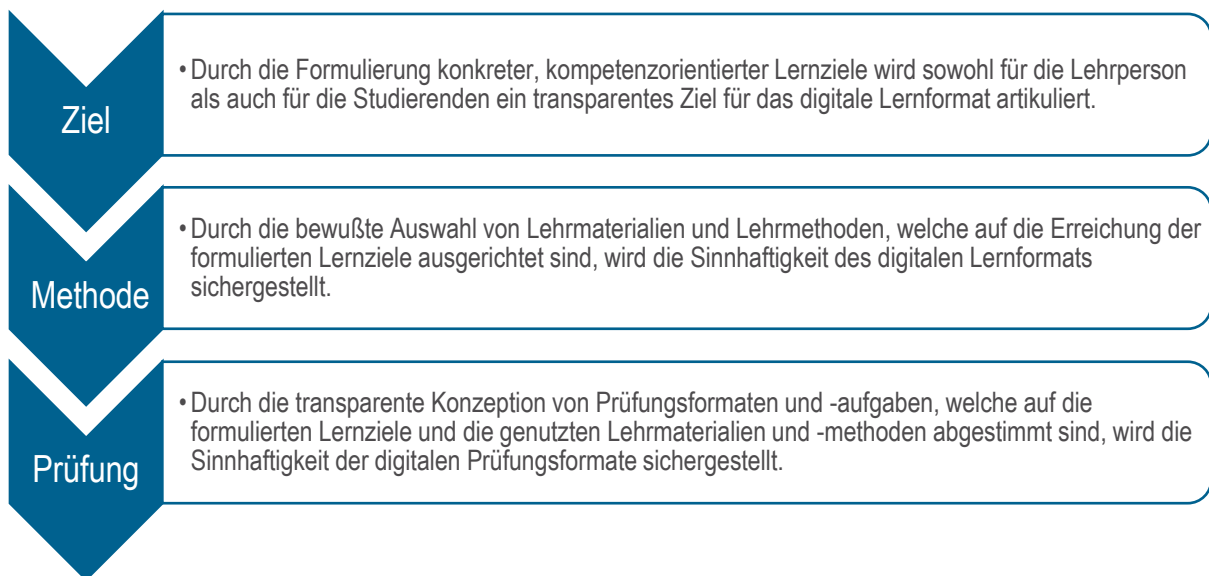 Ziel
• Durch die Formulierung konkreter, kompetenzorientierter Lernziele wird sowohl für die Lehrperson
als auch für die Studierenden ein transparentes Ziel für das digitale Lernformat artikuliert.
Methode
• Durch die bewußte Auswahl von Lehrmaterialien und Lehrmethoden, welche auf die Erreichung der
formulierten Lernziele ausgerichtet sind, wird die Sinnhaftigkeit des digitalen Lernformats
sichergestellt.
Prüfung
• Durch die transparente Konzeption von Prüfungsformaten und -aufgaben, welche auf die
formulierten Lernziele und die genutzten Lehrmaterialien und -methoden abgestimmt sind, wird die
Sinnhaftigkeit der digitalen Prüfungsformate sichergestellt.